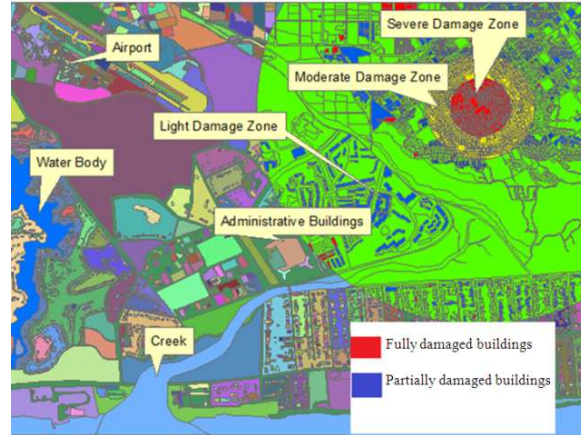 Severe Damage Zone
Airport
Moderate Damage Zone
Light Damage Zone
Water Body
Administrative Buildings
Creek
Fully damaged buildings
Partially damaged buildings